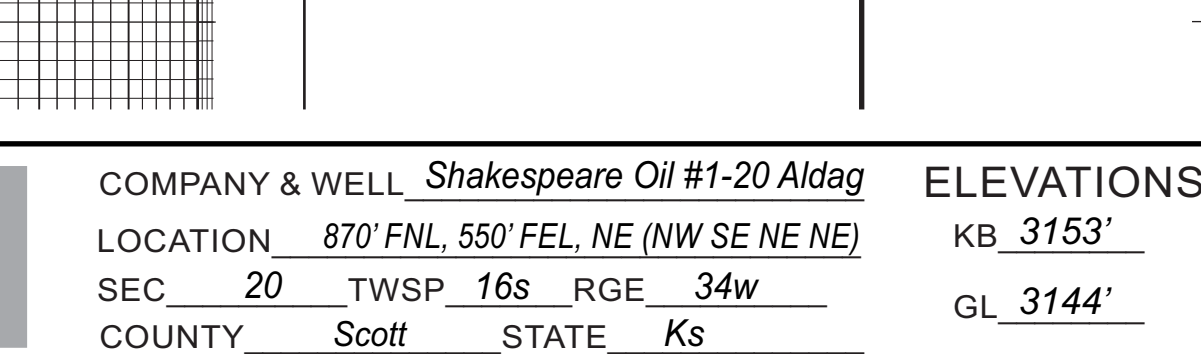 COMPANY & WELL Shakespeare Oil #1-20 Aldag
LOCATION 870' FNL, 550' FEL, NE (NW SE NE NE)
SEC 20 TWSP 16s RGE 34w
COUNTY Scott STATE Ks
ELEVATIONS
KB 3153'
GL 3144'